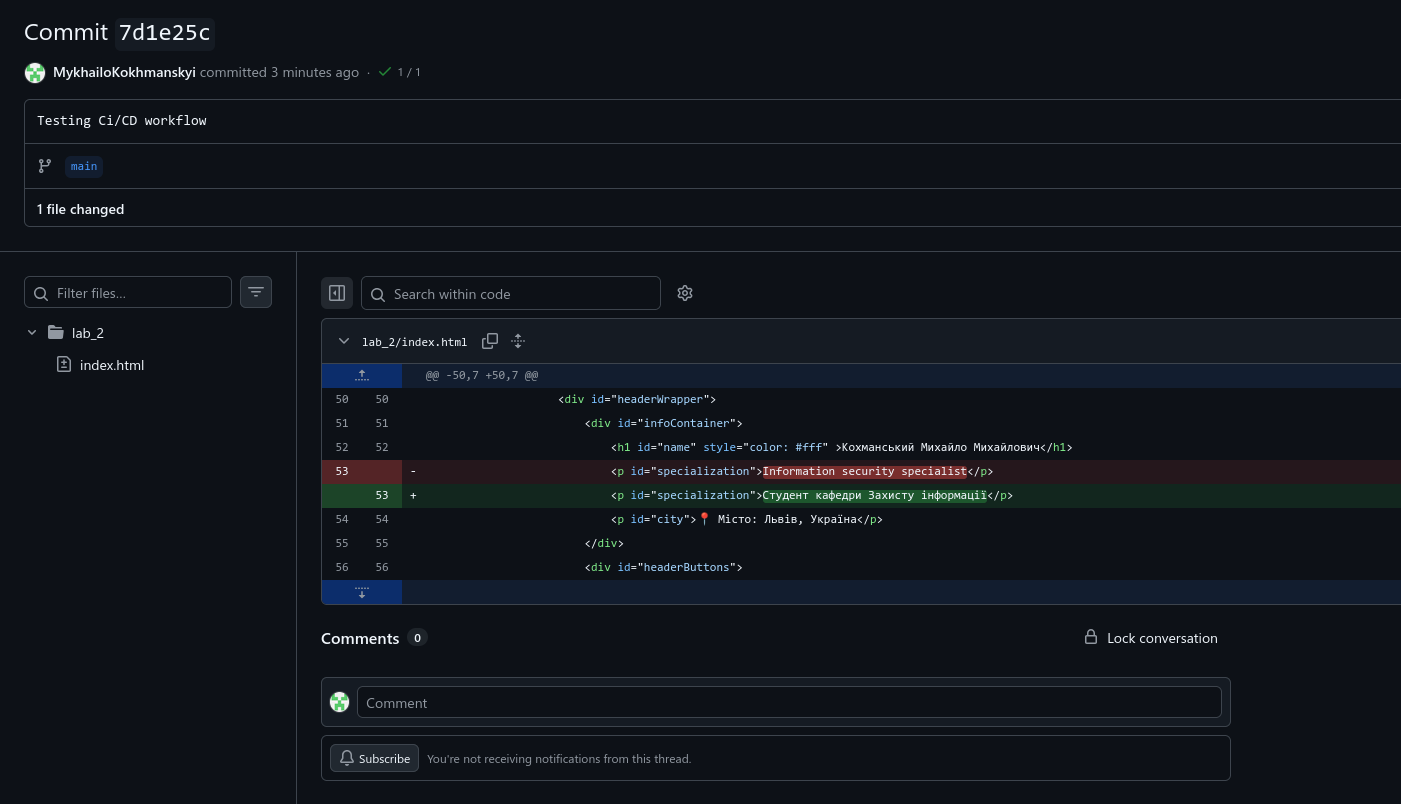 Commit 7d1e25c
MykhailoKokhmanskyi committed 3 minutes ago · 1 / 1
Testing Ci/CD workflow
main
1 file changed
Filter files...
lab_2
index.html
Search within code
lab_2/index.html
@@ -50,7 +50,7 @@
50 50 <div id="headerWrapper">
51 51 <div id="infoContainer">
52 52 <h1 id="name" style="color: #fff" >Кохманський Михайло Михайлович</h1>
53 - <p id="specialization">Information security specialist</p>
53 + <p id="specialization">Студент кафедри Захисту інформації</p>
54 54 <p id="city">📍 Місто: Львів, Україна</p>
55 55 </div>
56 56 <div id="headerButtons">
Comments 0
Lock conversation
Comment
Subscribe You're not receiving notifications from this thread.